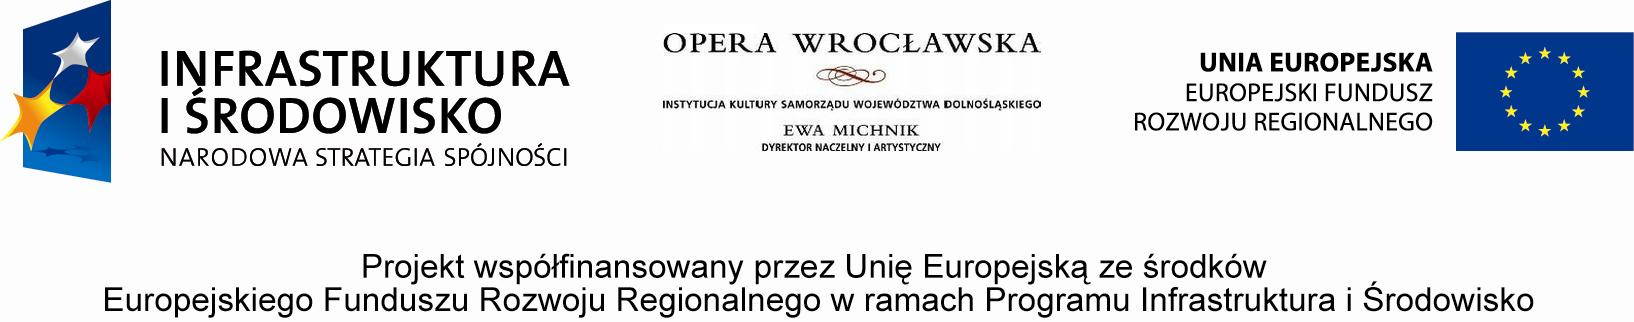 INFRASTRUKTURA
I ŚRODOWISKO
NARODOWA STRATEGIA SPÓJNOŚCI
OPERA WROCŁAWSKA
INSTYTUCJA KULTURY SAMORZĄDU WOJEWÓDZTWA DOLNOŚLĄSKIEGO
EWA MICHNIK
DYREKTOR NACZELNY I ARTYSTYCZNY
UNIA EUROPEJSKA
EUROPEJSKI FUNDUSZ
ROZWOJU REGIONALNEGO
Projekt współfinansowany przez Unię Europejską ze środków
Europejskiego Funduszu Rozwoju Regionalnego w ramach Programu Infrastruktura i Środowisko